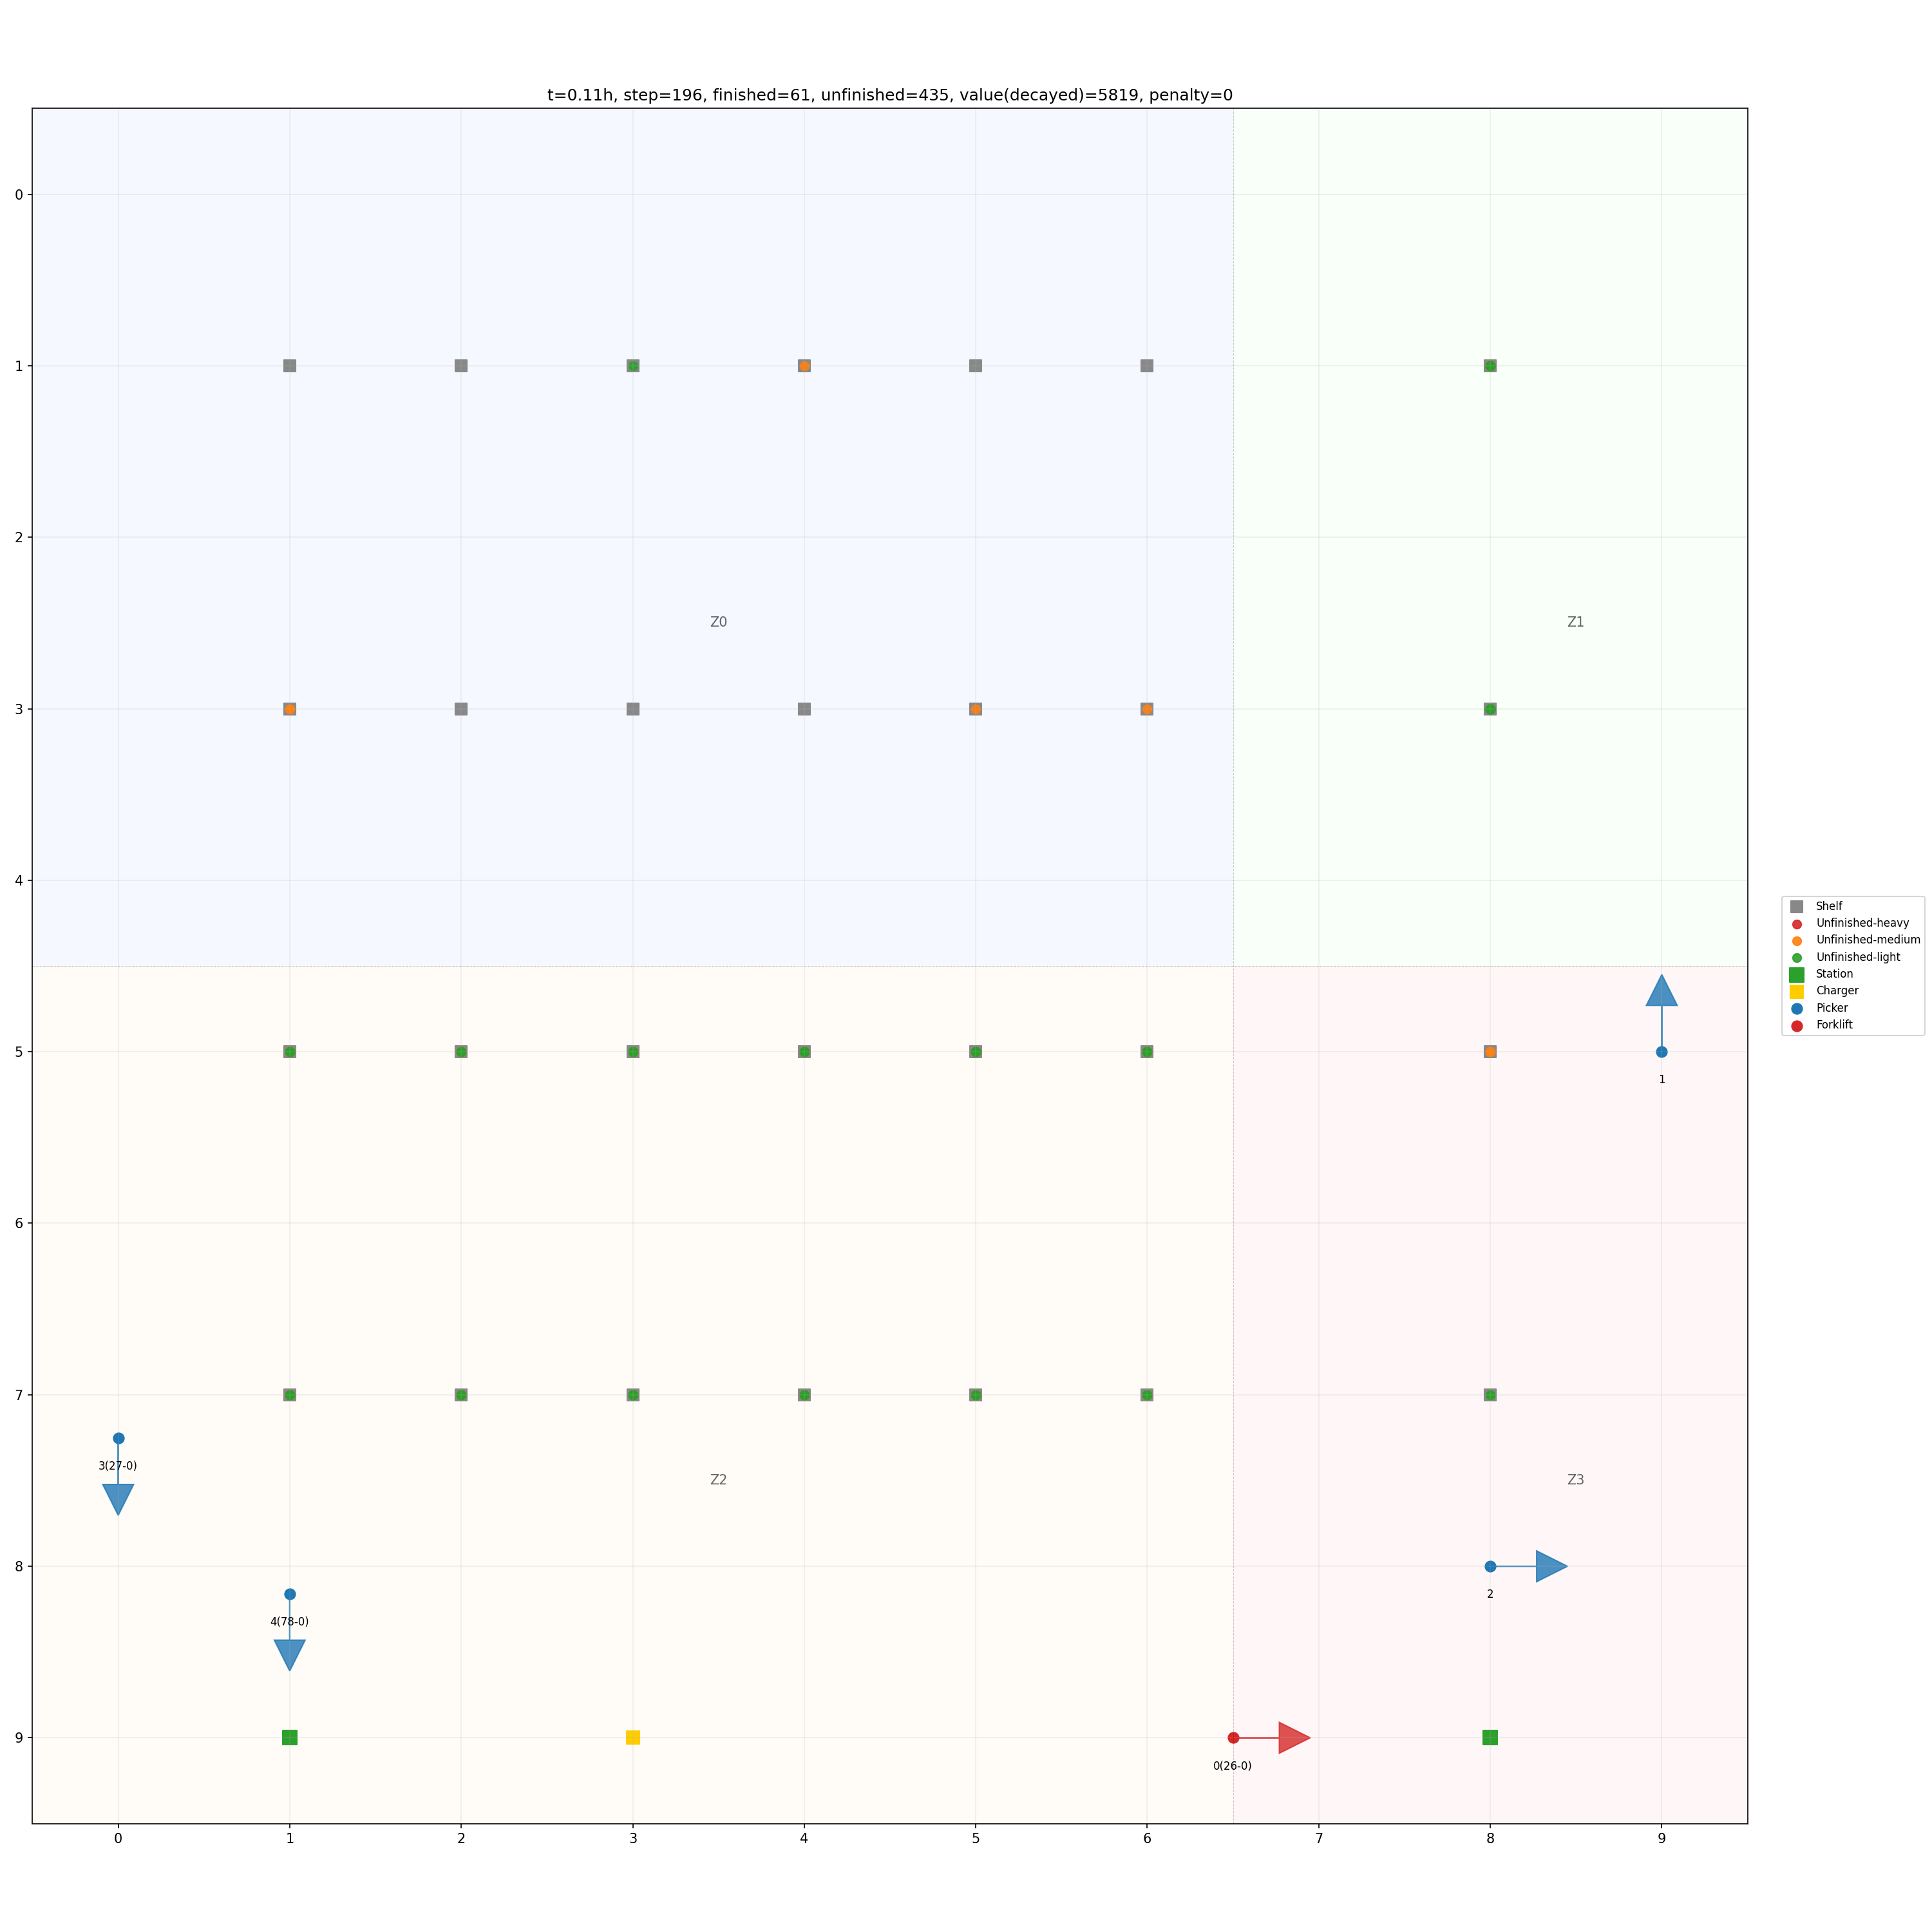 t=0.11h, step=196, finished=61, unfinished=435, value(decayed)=5819, penalty=0
0
1
2
Z0
Z1
3
4
Shelf
Unfinished-heavy
Unfinished-medium
Unfinished-light
Station
Charger
Picker
Forklift
5
1
6
7
3(27-0)
Z2
Z3
8
4(78-0)
2
9
0(26-0)
0 1 2 3 4 5 6 7 8 9